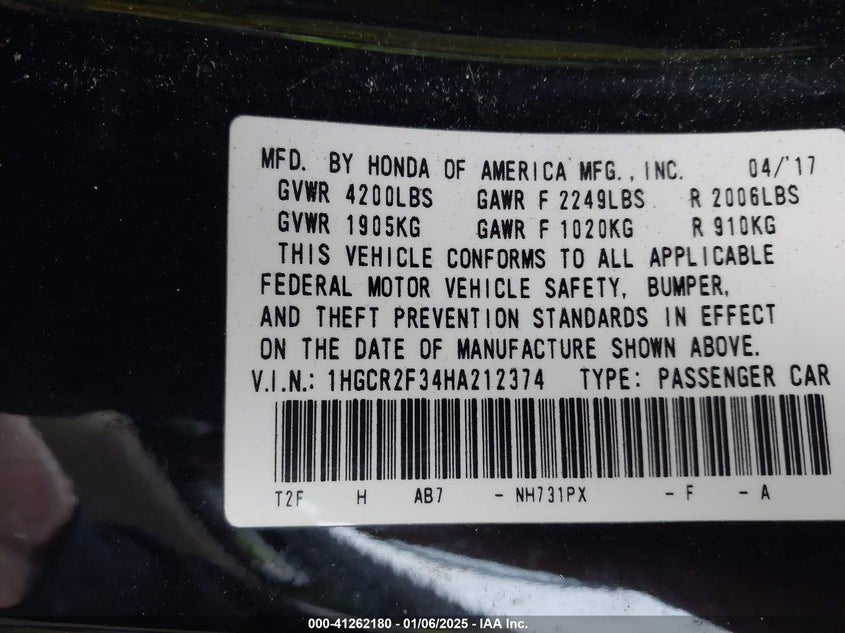 MFD. BY HONDA OF AMERICA MFG., INC. 04/'17
GVWR 4200LBS GAWR F 2249LBS R 2006LBS
GVWR 1905KG GAWR F 1020KG R 910KG
THIS VEHICLE CONFORMS TO ALL APPLICABLE
FEDERAL MOTOR VEHICLE SAFETY, BUMPER,
AND THEFT PREVENTION STANDARDS IN EFFECT
ON THE DATE OF MANUFACTURE SHOWN ABOVE.
V.I.N.: 1HGCR2F34HA212374 TYPE: PASSENGER CAR
T2F H AB7 - NH731PX - F - A
000-41262180 - 01/06/2025 - IAA Inc.